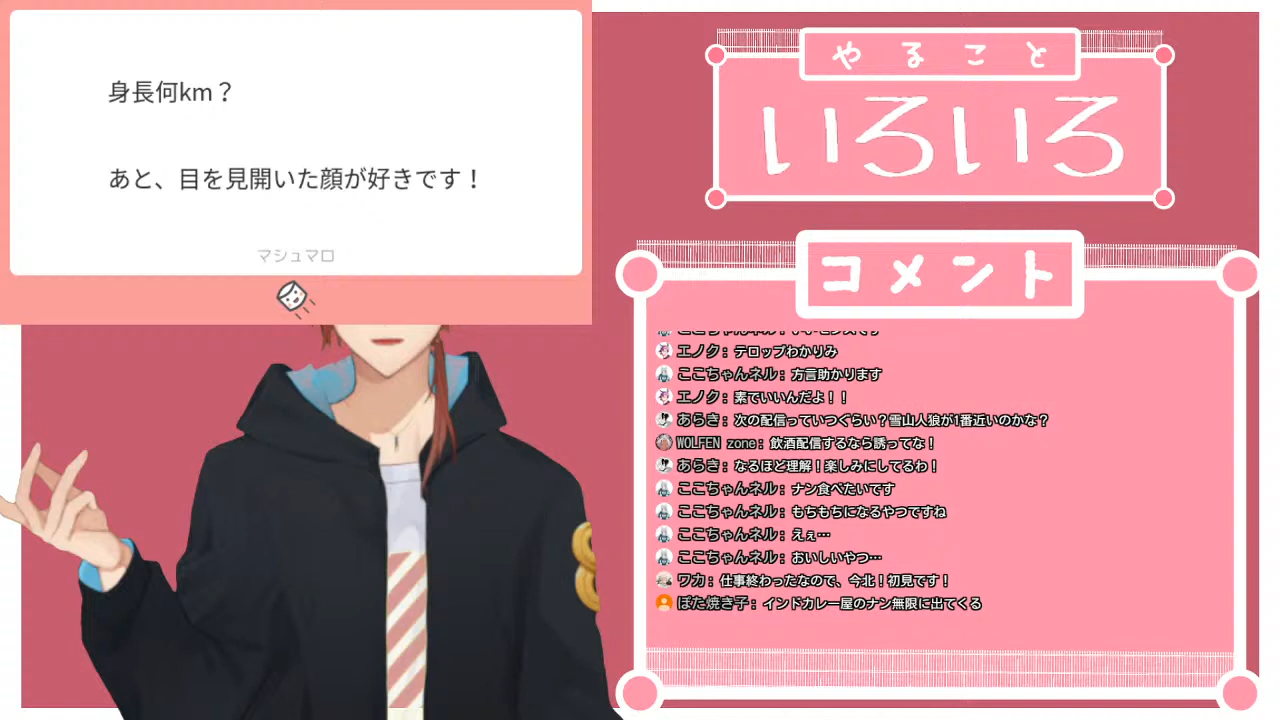 身長何km？
あと、目を見開いた顔が好きです！
マシュマロ
やること
いろいろ
コメント
エノク: テロップわかりみ
ここちゃんネル: 方言助かります
エノク: 素でいいんだよ！！
あらき: 次の配信っていつぐらい？雪山人狼が1番近いのかな？
WOLFEN zone: 飲酒配信するなら誘ってな！
あらき: なるほど理解！楽しみにしてるわ！
ここちゃんネル: ナン食べたいです
ここちゃんネル: もちもちになるやつですね
ここちゃんネル: えぇ…
ここちゃんネル: おいしいやつ…
ワカ: 仕事終わったなので、今北！初見です！
ぽた焼き子: インドカレー屋のナン無限に出てくる